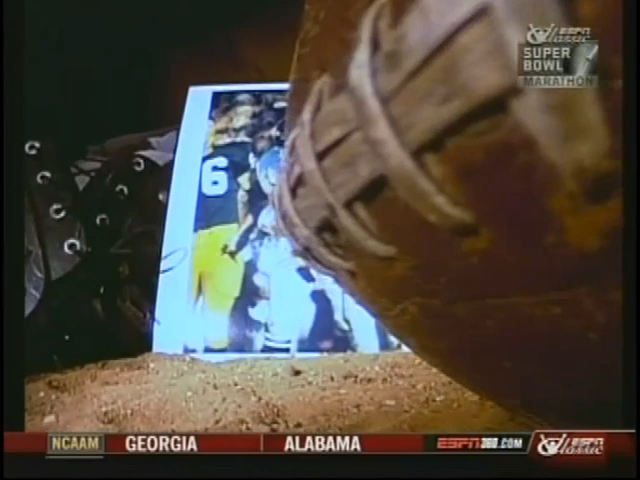 ESPN
Classic
SUPER
BOWL
MARATHON
6
NCAAM GEORGIA ALABAMA ESPN360.COM ESPN
Classic